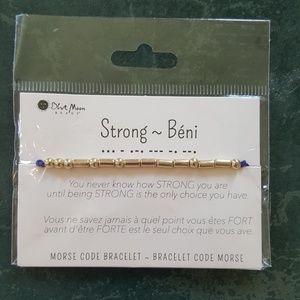 Dot Moon
Strong ~ Béni
You never know how STRONG you are
until being STRONG is the only choice you have.
Vous ne savez jamais à quel point vous êtes FORT
avant d'être FORTE est le seul choix que vous ave.
MORSE CODE BRACELET ~ BRACELET CODE MORSE